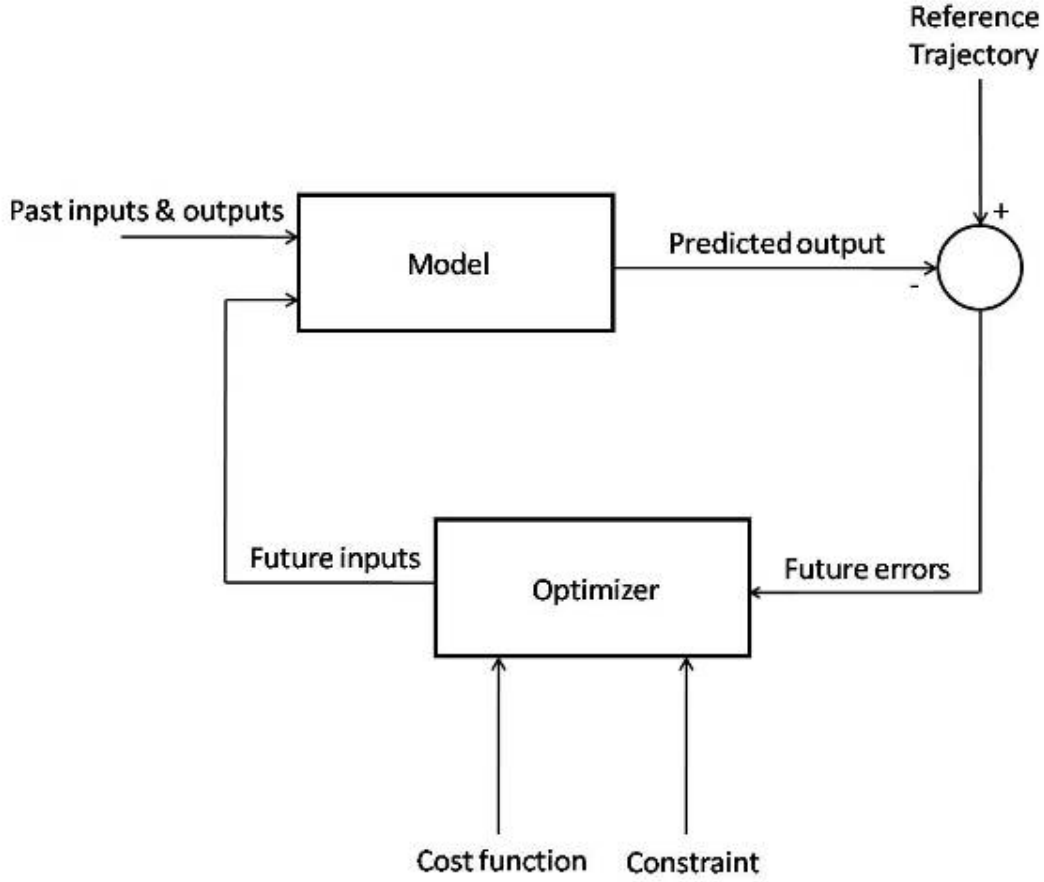 Reference
Trajectory
Past inputs & outputs
+
Model
Predicted output
-
Future inputs
Optimizer
Future errors
Cost function
Constraint